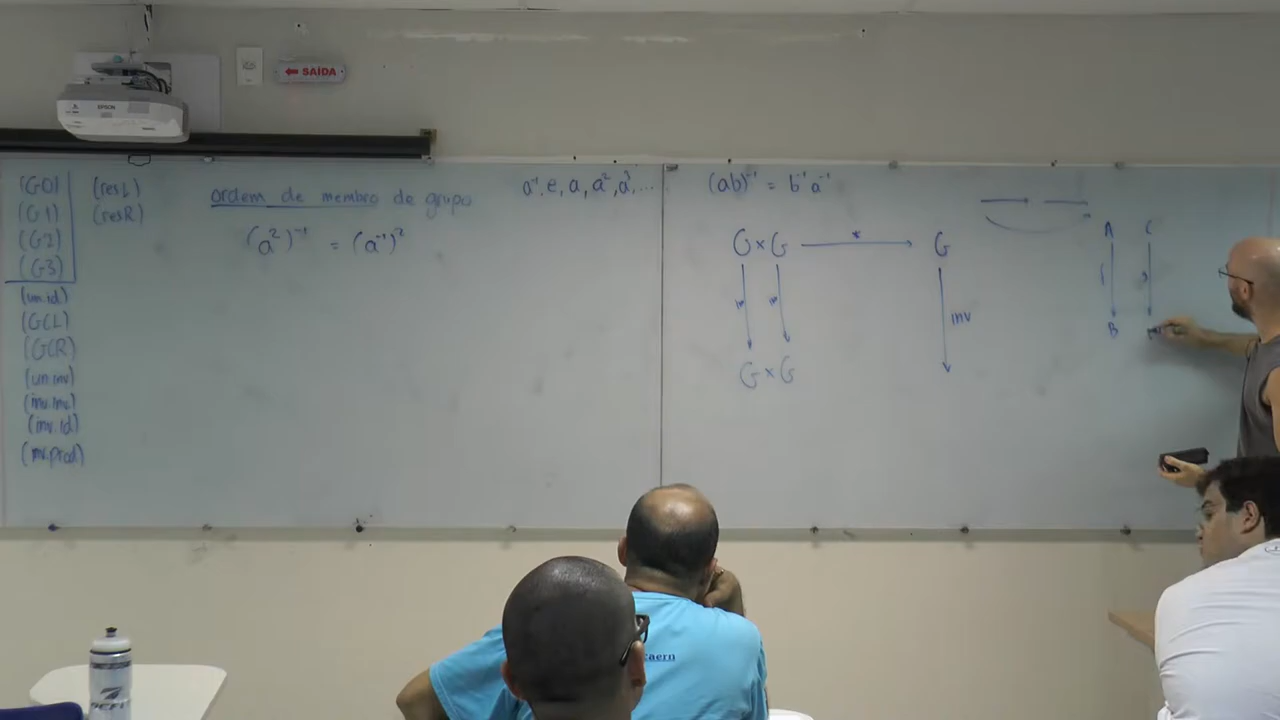 EPSON
SAÍDA
(G0)
(G1)
(G2)
(G3)
(un.id)
(GCL)
(GCR)
(un.inv)
(inv.inv)
(inv.id)
(inv.prod)
(resL)
(resR)
ordem de membro de grupo
(a²)⁻¹ = (a⁻¹)²
a⁻¹, e, a, a², a³, ...
(ab)⁻¹ = b⁻¹a⁻¹
G × G
G
inv
G × G
A C
B